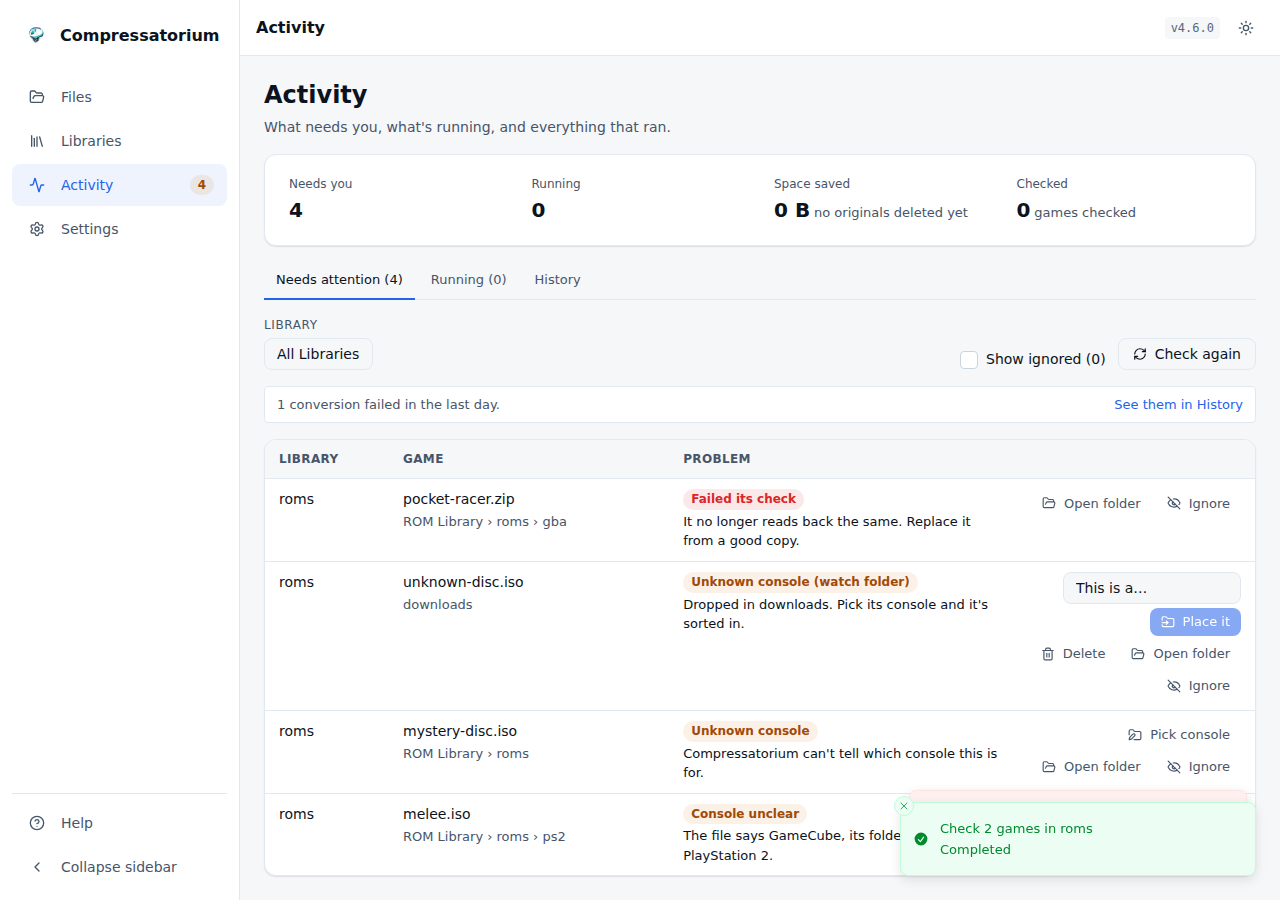 Compressatorium
Activity
v4.6.0
Files
Libraries
Activity
4
Settings
Help
Collapse sidebar
Activity
What needs you, what's running, and everything that ran.
Needs you
4
Running
0
Space saved
0 B no originals deleted yet
Checked
0 games checked
Needs attention (4)
Running (0)
History
LIBRARY
All Libraries
Show ignored (0)
Check again
1 conversion failed in the last day.
See them in History
LIBRARY
GAME
PROBLEM
roms
pocket-racer.zip
ROM Library › roms › gba
Failed its check
It no longer reads back the same. Replace it
from a good copy.
Open folder
Ignore
roms
unknown-disc.iso
downloads
Unknown console (watch folder)
Dropped in downloads. Pick its console and it's
sorted in.
This is a…
Place it
Delete
Open folder
Ignore
roms
mystery-disc.iso
ROM Library › roms
Unknown console
Compressatorium can't tell which console this is
for.
Pick console
Open folder
Ignore
roms
melee.iso
ROM Library › roms › ps2
Console unclear
The file says GameCube, its folde
PlayStation 2.
Check 2 games in roms
Completed